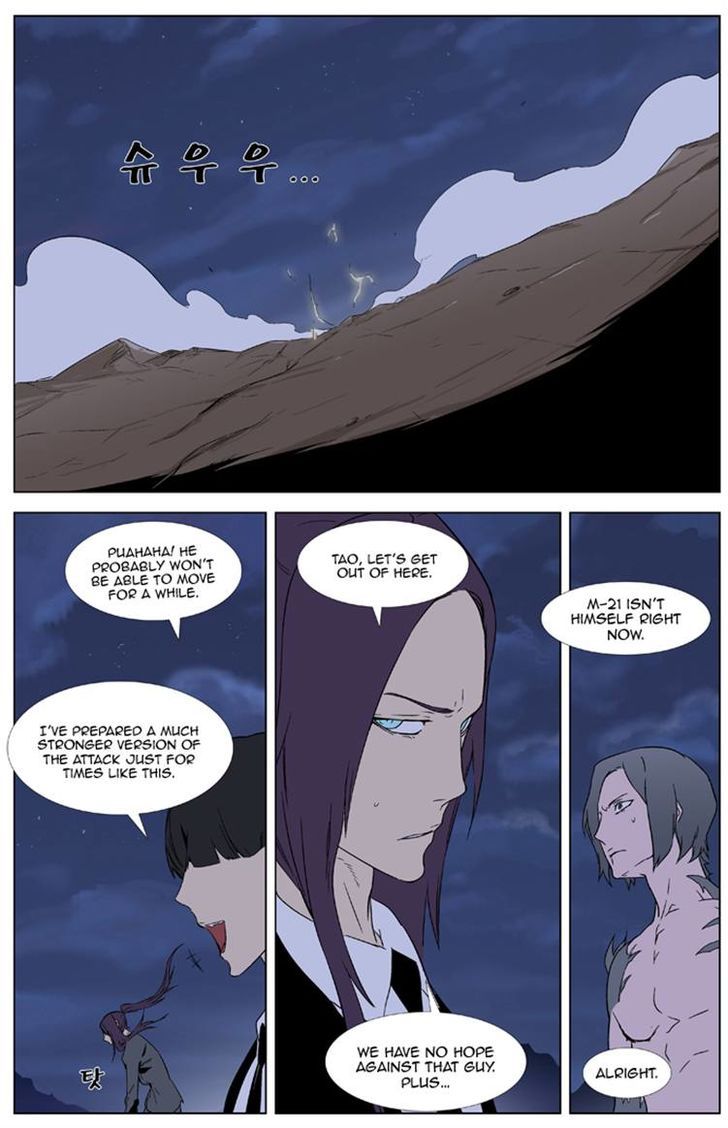 슈우우...
PUAHAHA! HE
PROBABLY WON'T
BE ABLE TO MOVE
FOR A WHILE.
I'VE PREPARED A MUCH
STRONGER VERSION OF
THE ATTACK JUST FOR
TIMES LIKE THIS.
탓
TAO, LET'S GET
OUT OF HERE.
WE HAVE NO HOPE
AGAINST THAT GUY.
PLUS...
M-21 ISN'T
HIMSELF RIGHT
NOW.
ALRIGHT.